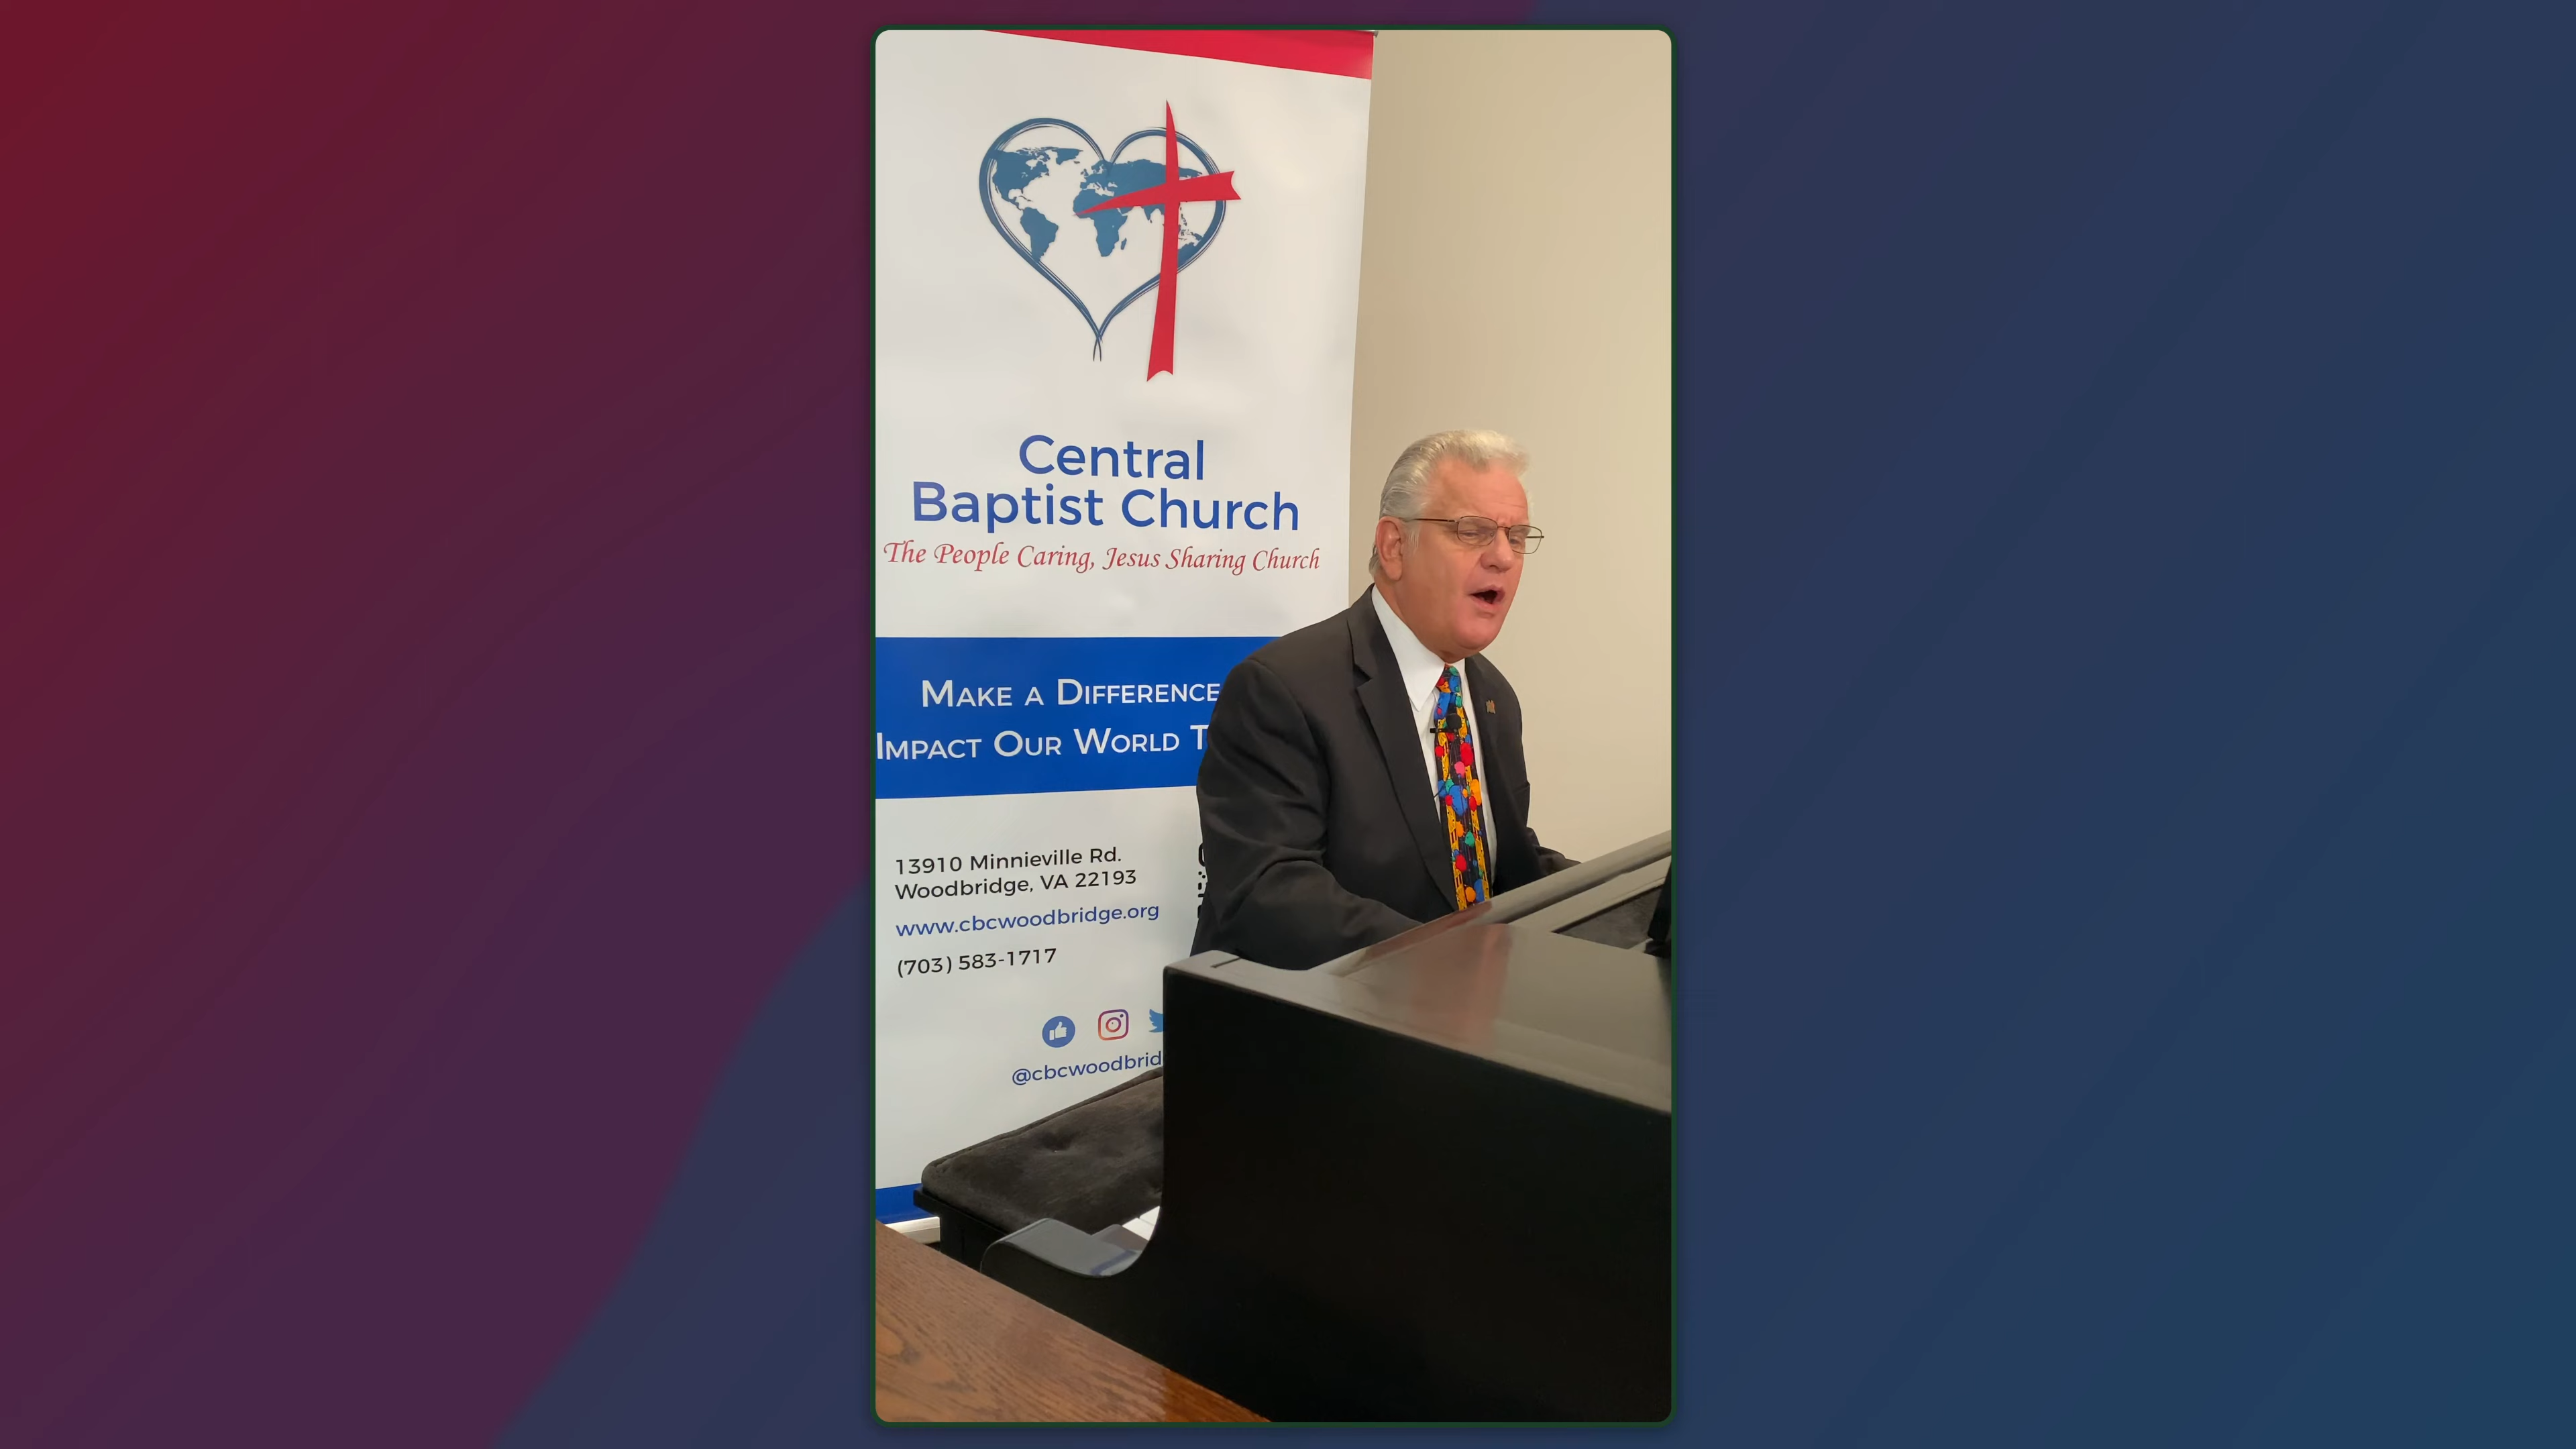 Central
Baptist Church
The People Caring, Jesus Sharing Church
MAKE A DIFFERENCE
IMPACT OUR WORLD
13910 Minnieville Rd.
Woodbridge, VA 22193
www.cbcwoodbridge.org
(703) 583-1717